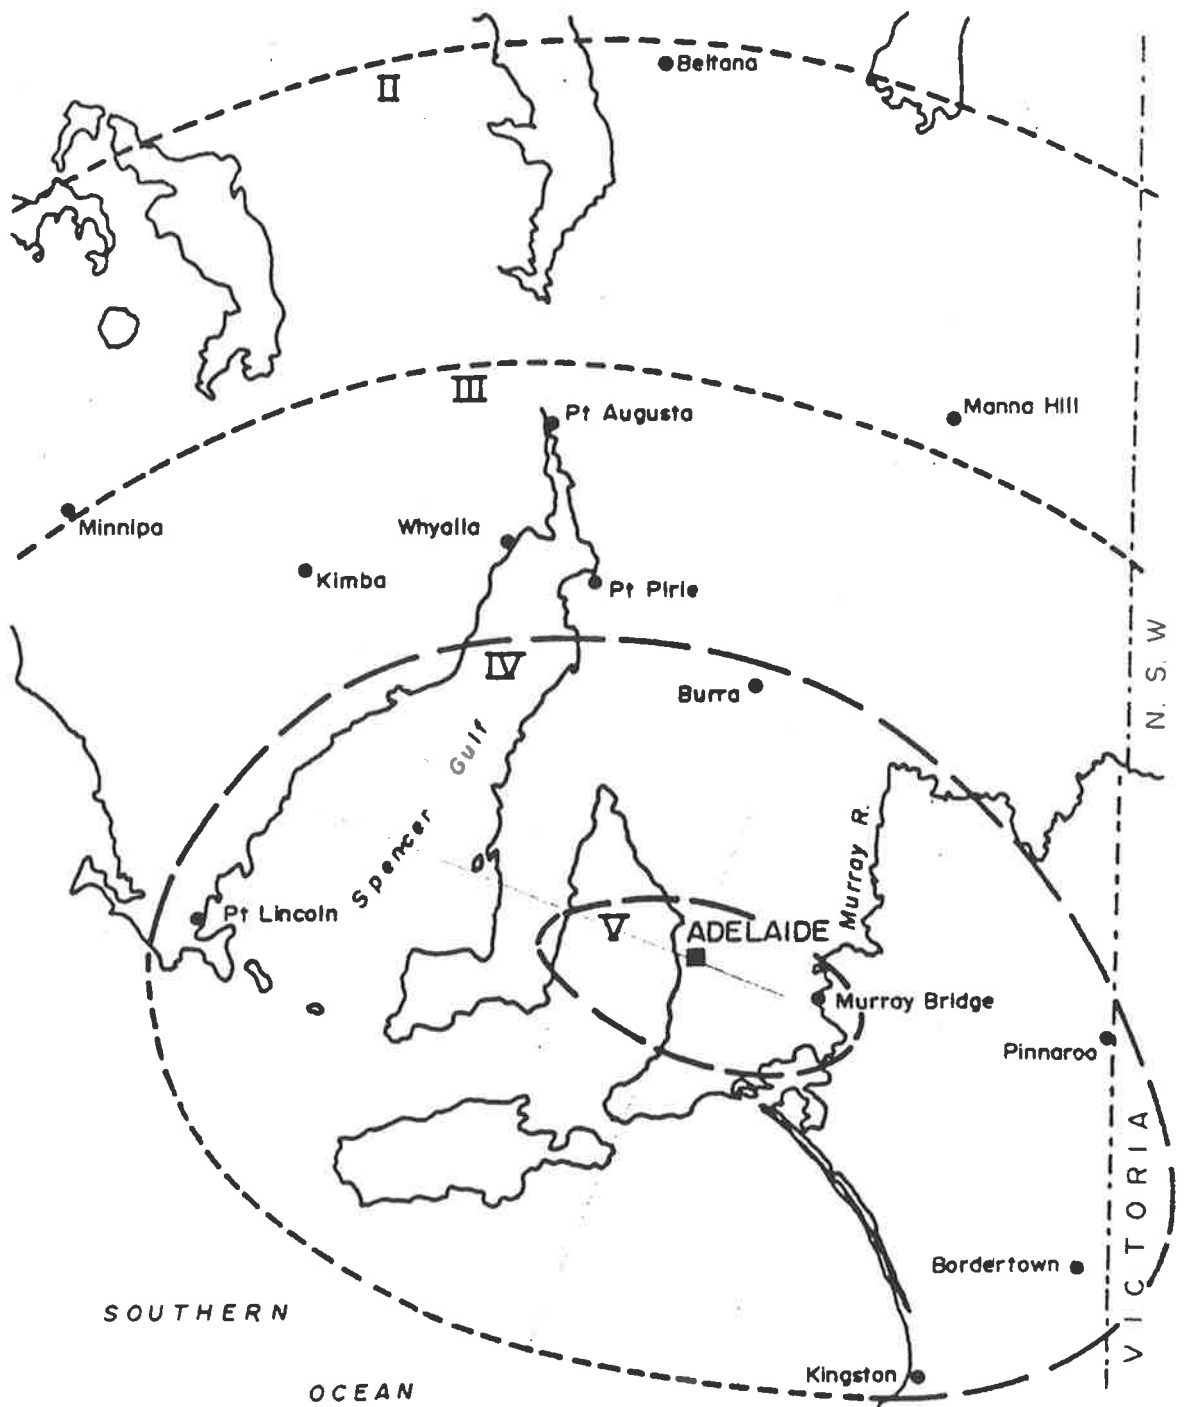 Beltana
II
III
Pt Augusta
Manna Hill
Minnipa
Whyalla
Kimba
Pt Pirie
IV
Burra
N. S. W
Spencer Gulf
Murray R.
Pt Lincoln
V
ADELAIDE
Murray Bridge
Pinnaroo
VICTORIA
Bordertown
SOUTHERN
Kingston
OCEAN